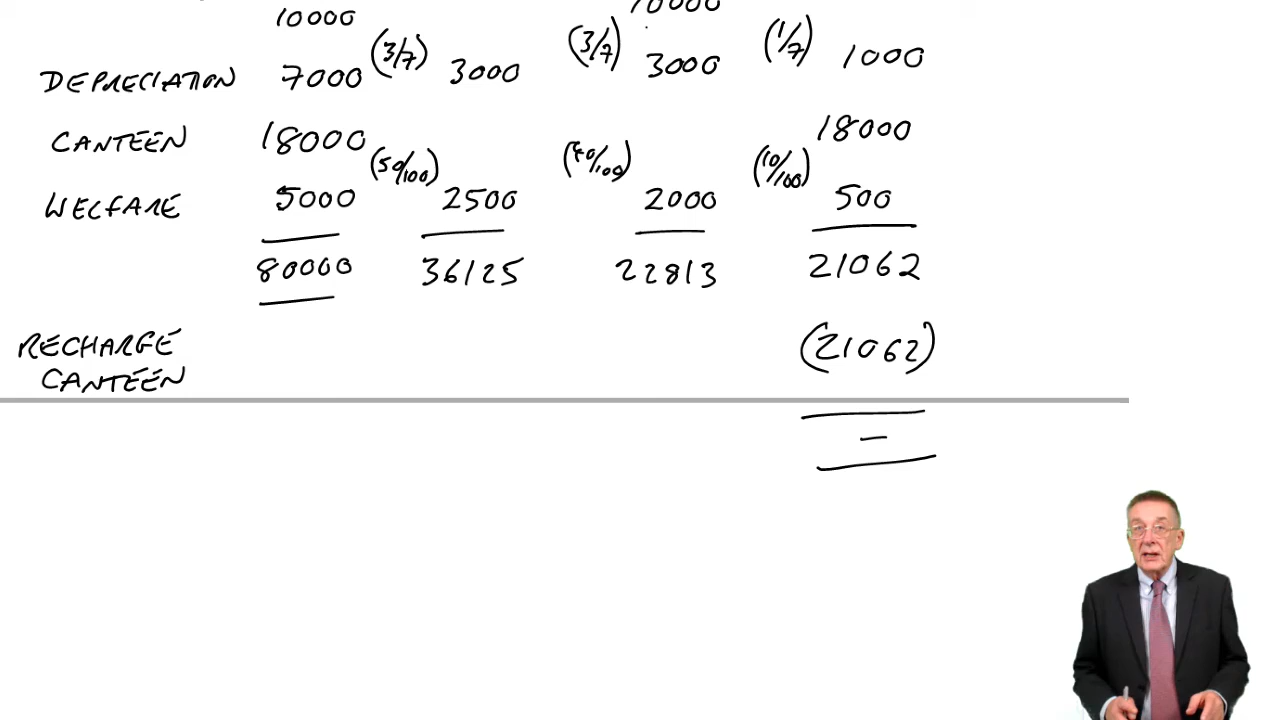 10000 10000
DEPRECIATION 7000 (3/7) 3000 (3/7) 3000 (1/7) 1000
CANTEEN 18000 18000
WELFARE 5000 (50/100) 2500 (40/100) 2000 (10/100) 500
80000 36125 22813 21062
RECHARGE (21062)
CANTEEN
–